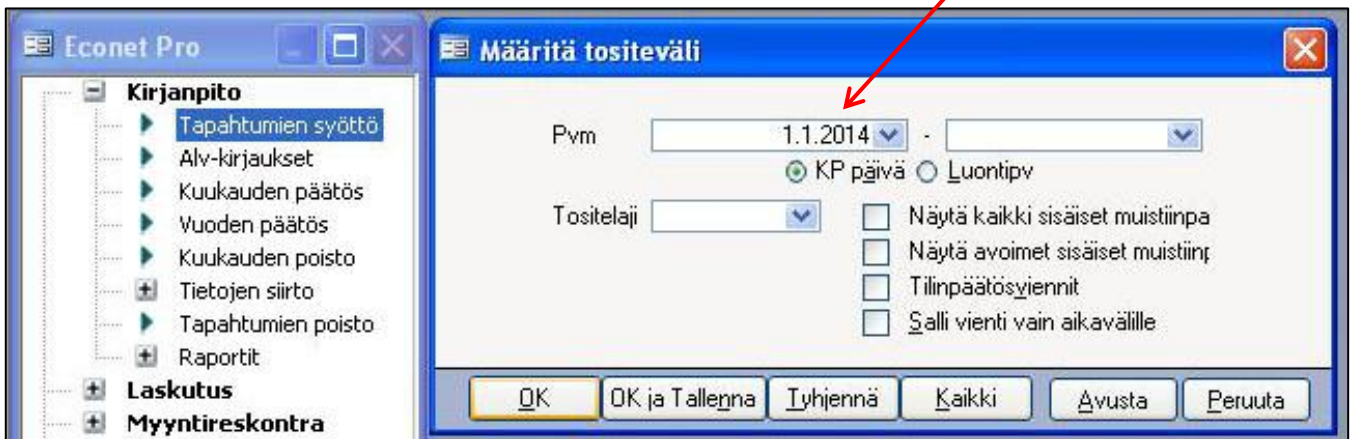 Econet Pro
Kirjanpito
Tapahtumien syöttö
Alv-kirjaukset
Kuukauden päätös
Vuoden päätös
Kuukauden poisto
Tietojen siirto
Tapahtumien poisto
Raportit
Laskutus
Myyntireskontra
Määritä tositeväli
Pvm 1.1.2014 -
KP päivä Luontipv
Tositelaji
Näytä kaikki sisäiset muistiinpa
Näytä avoimet sisäiset muistiinp
Tilinpäätösviennit
Salli vienti vain aikavälille
OK OK ja Tallenna Tyhjennä Kaikki Avusta Peruuta